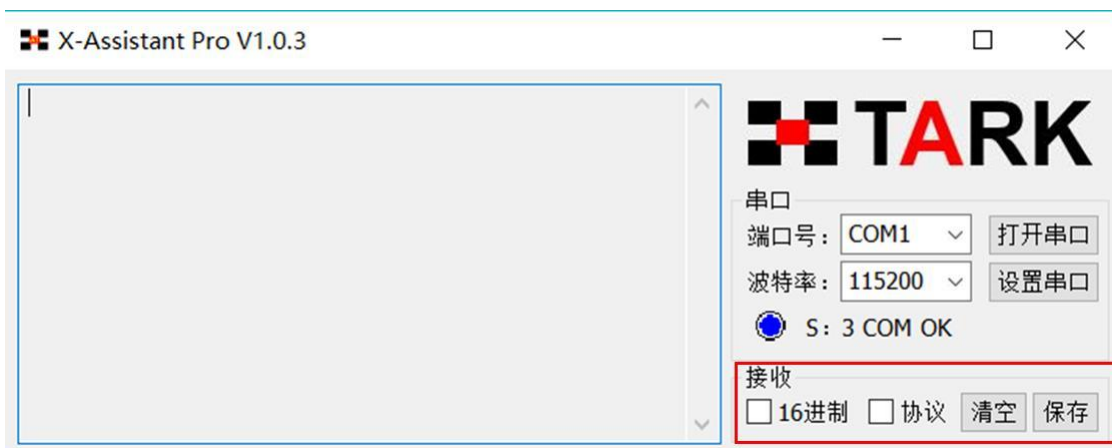 X-Assistant Pro V1.0.3
TARK
串口
端口号: COM1 打开串口
波特率: 115200 设置串口
S: 3 COM OK
接收
16进制 协议 清空 保存